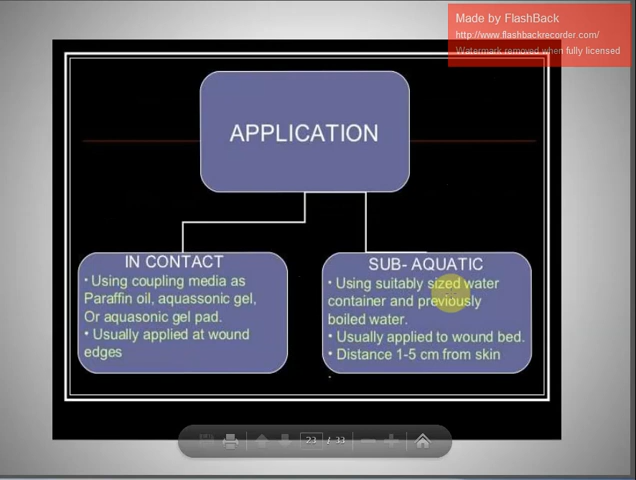 Made by FlashBack
http://www.flashbackrecorder.com/
Watermark removed when fully licensed
APPLICATION
IN CONTACT
• Using coupling media as
Paraffin oil, aquassonic gel,
Or aquasonic gel pad.
• Usually applied at wound
edges
SUB- AQUATIC
• Using suitably sized water
container and previously
boiled water.
• Usually applied to wound bed.
• Distance 1-5 cm from skin
.
23 / 33